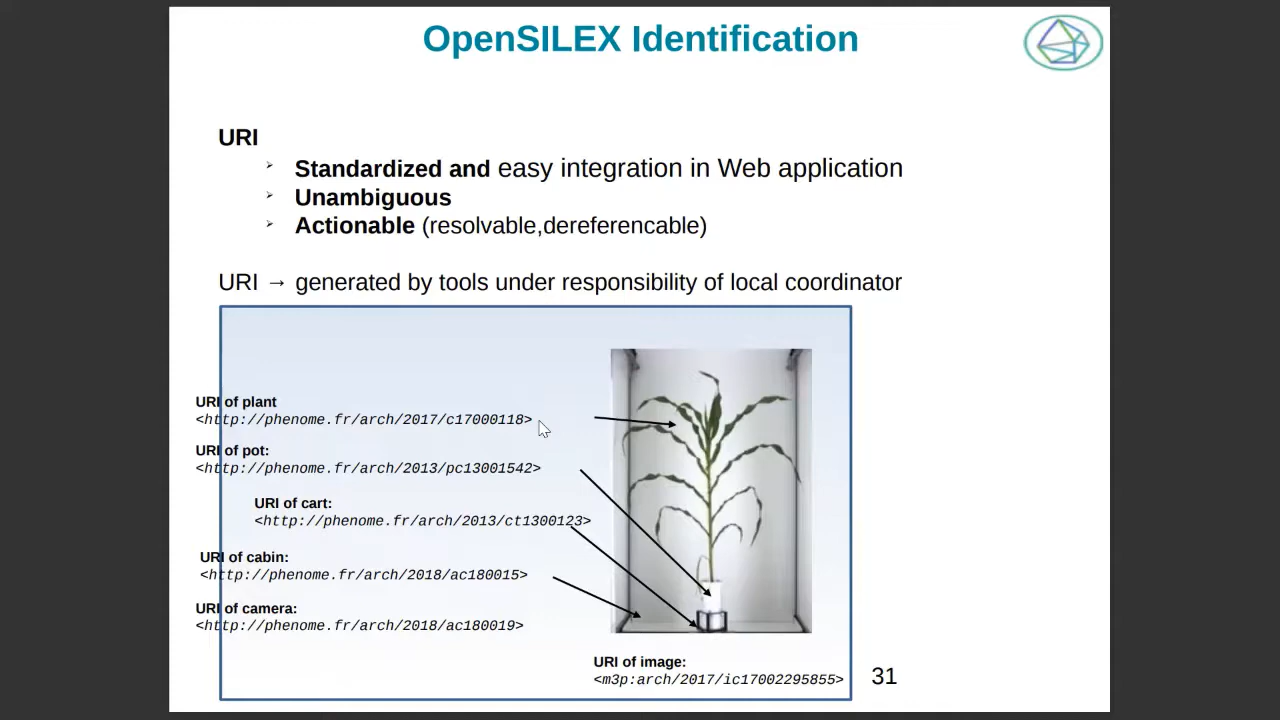 OpenSILEX Identification
URI
Standardized and easy integration in Web application
Unambiguous
Actionable (resolvable,dereferencable)
URI → generated by tools under responsibility of local coordinator
URI of plant
<http://phenome.fr/arch/2017/c17000118>
URI of pot:
<http://phenome.fr/arch/2013/pc13001542>
URI of cart:
<http://phenome.fr/arch/2013/ct1300123>
URI of cabin:
<http://phenome.fr/arch/2018/ac180015>
URI of camera:
<http://phenome.fr/arch/2018/ac180019>
URI of image:
<m3p:arch/2017/ic17002295855>
31